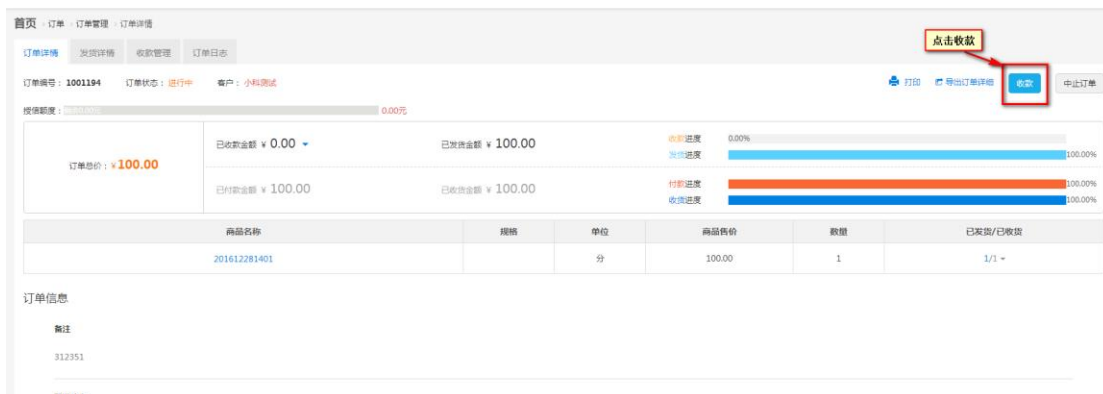 首页 › 订单 › 订单管理 › 订单详情
点击收款
订单详情 发货详情 收款管理 订单日志
订单编号：1001194 订单状态：进行中 客户：小科测试 打印 导出订单详细 收款 中止订单
授信额度： 0.00元
订单总价：¥100.00
已收款金额 ¥ 0.00 已发货金额 ¥ 100.00 收款进度 0.00%
发货进度 100.00%
已付款金额 ¥ 100.00 已收货金额 ¥ 100.00 付款进度 100.00%
收货进度 100.00%
商品名称 规格 单位 商品售价 数量 已发货/已收货
201612281401 分 100.00 1 1/1
订单信息
备注
312351